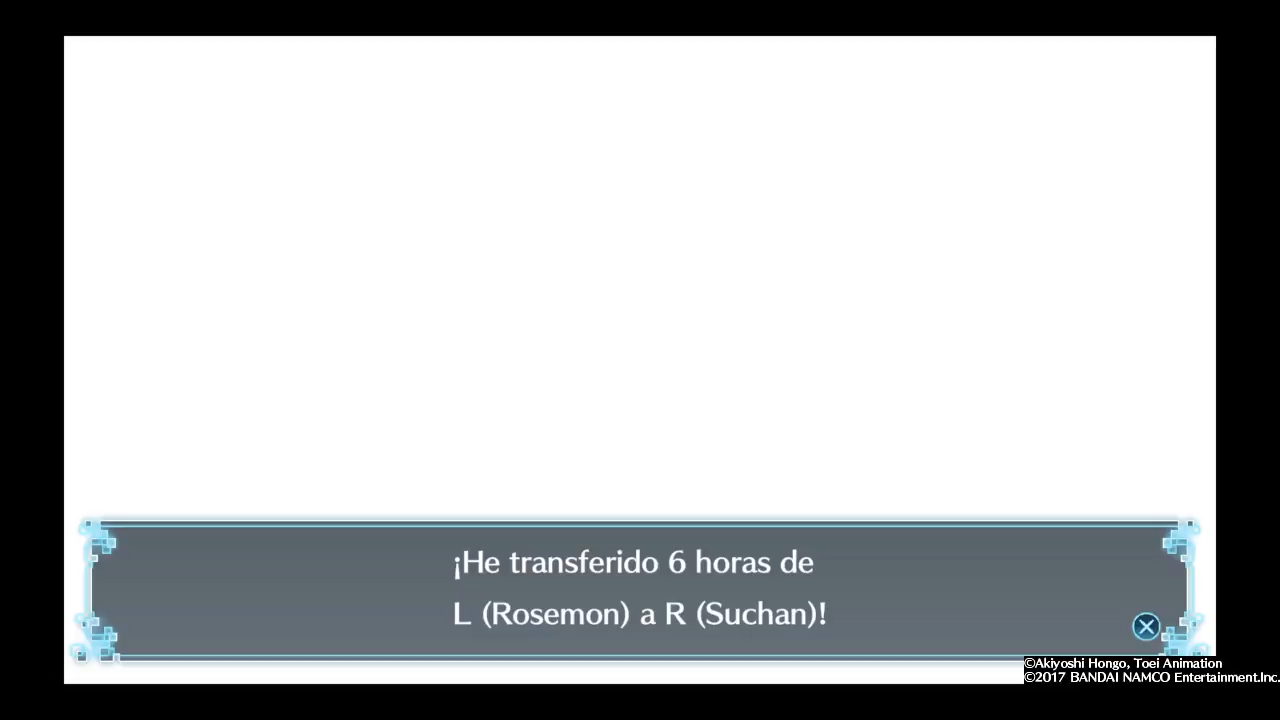 ¡He transferido 6 horas de
L (Rosemon) a R (Suchan)!
©Akiyoshi Hongo, Toei Animation
©2017 BANDAI NAMCO Entertainment.Inc.